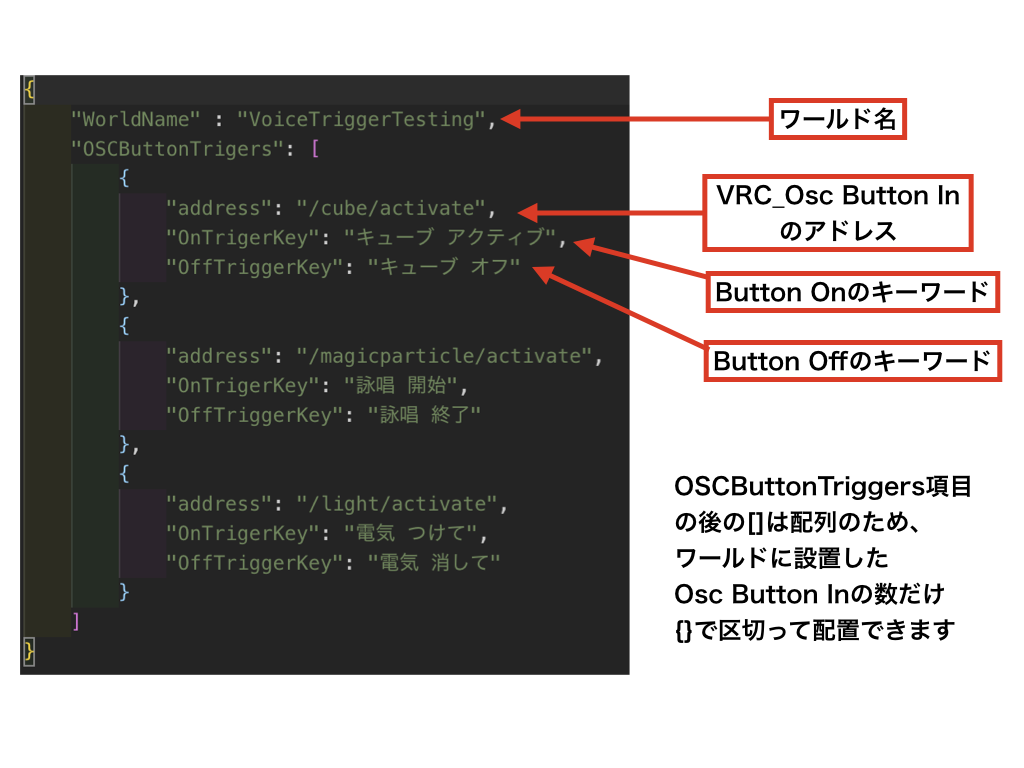 {
"WorldName" : "VoiceTriggerTesting",
"OSCButtonTrigers": [
{
"address": "/cube/activate",
"OnTrigerKey": "キューブ アクティブ",
"OffTriggerKey": "キューブ オフ"
},
{
"address": "/magicparticle/activate",
"OnTrigerKey": "詠唱 開始",
"OffTriggerKey": "詠唱 終了"
},
{
"address": "/light/activate",
"OnTrigerKey": "電気 つけて",
"OffTriggerKey": "電気 消して"
}
]
}
ワールド名
VRC_Osc Button In
のアドレス
Button Onのキーワード
Button Offのキーワード
OSCButtonTriggers項目
の後の[]は配列のため、
ワールドに設置した
Osc Button Inの数だけ
{}で区切って配置できます